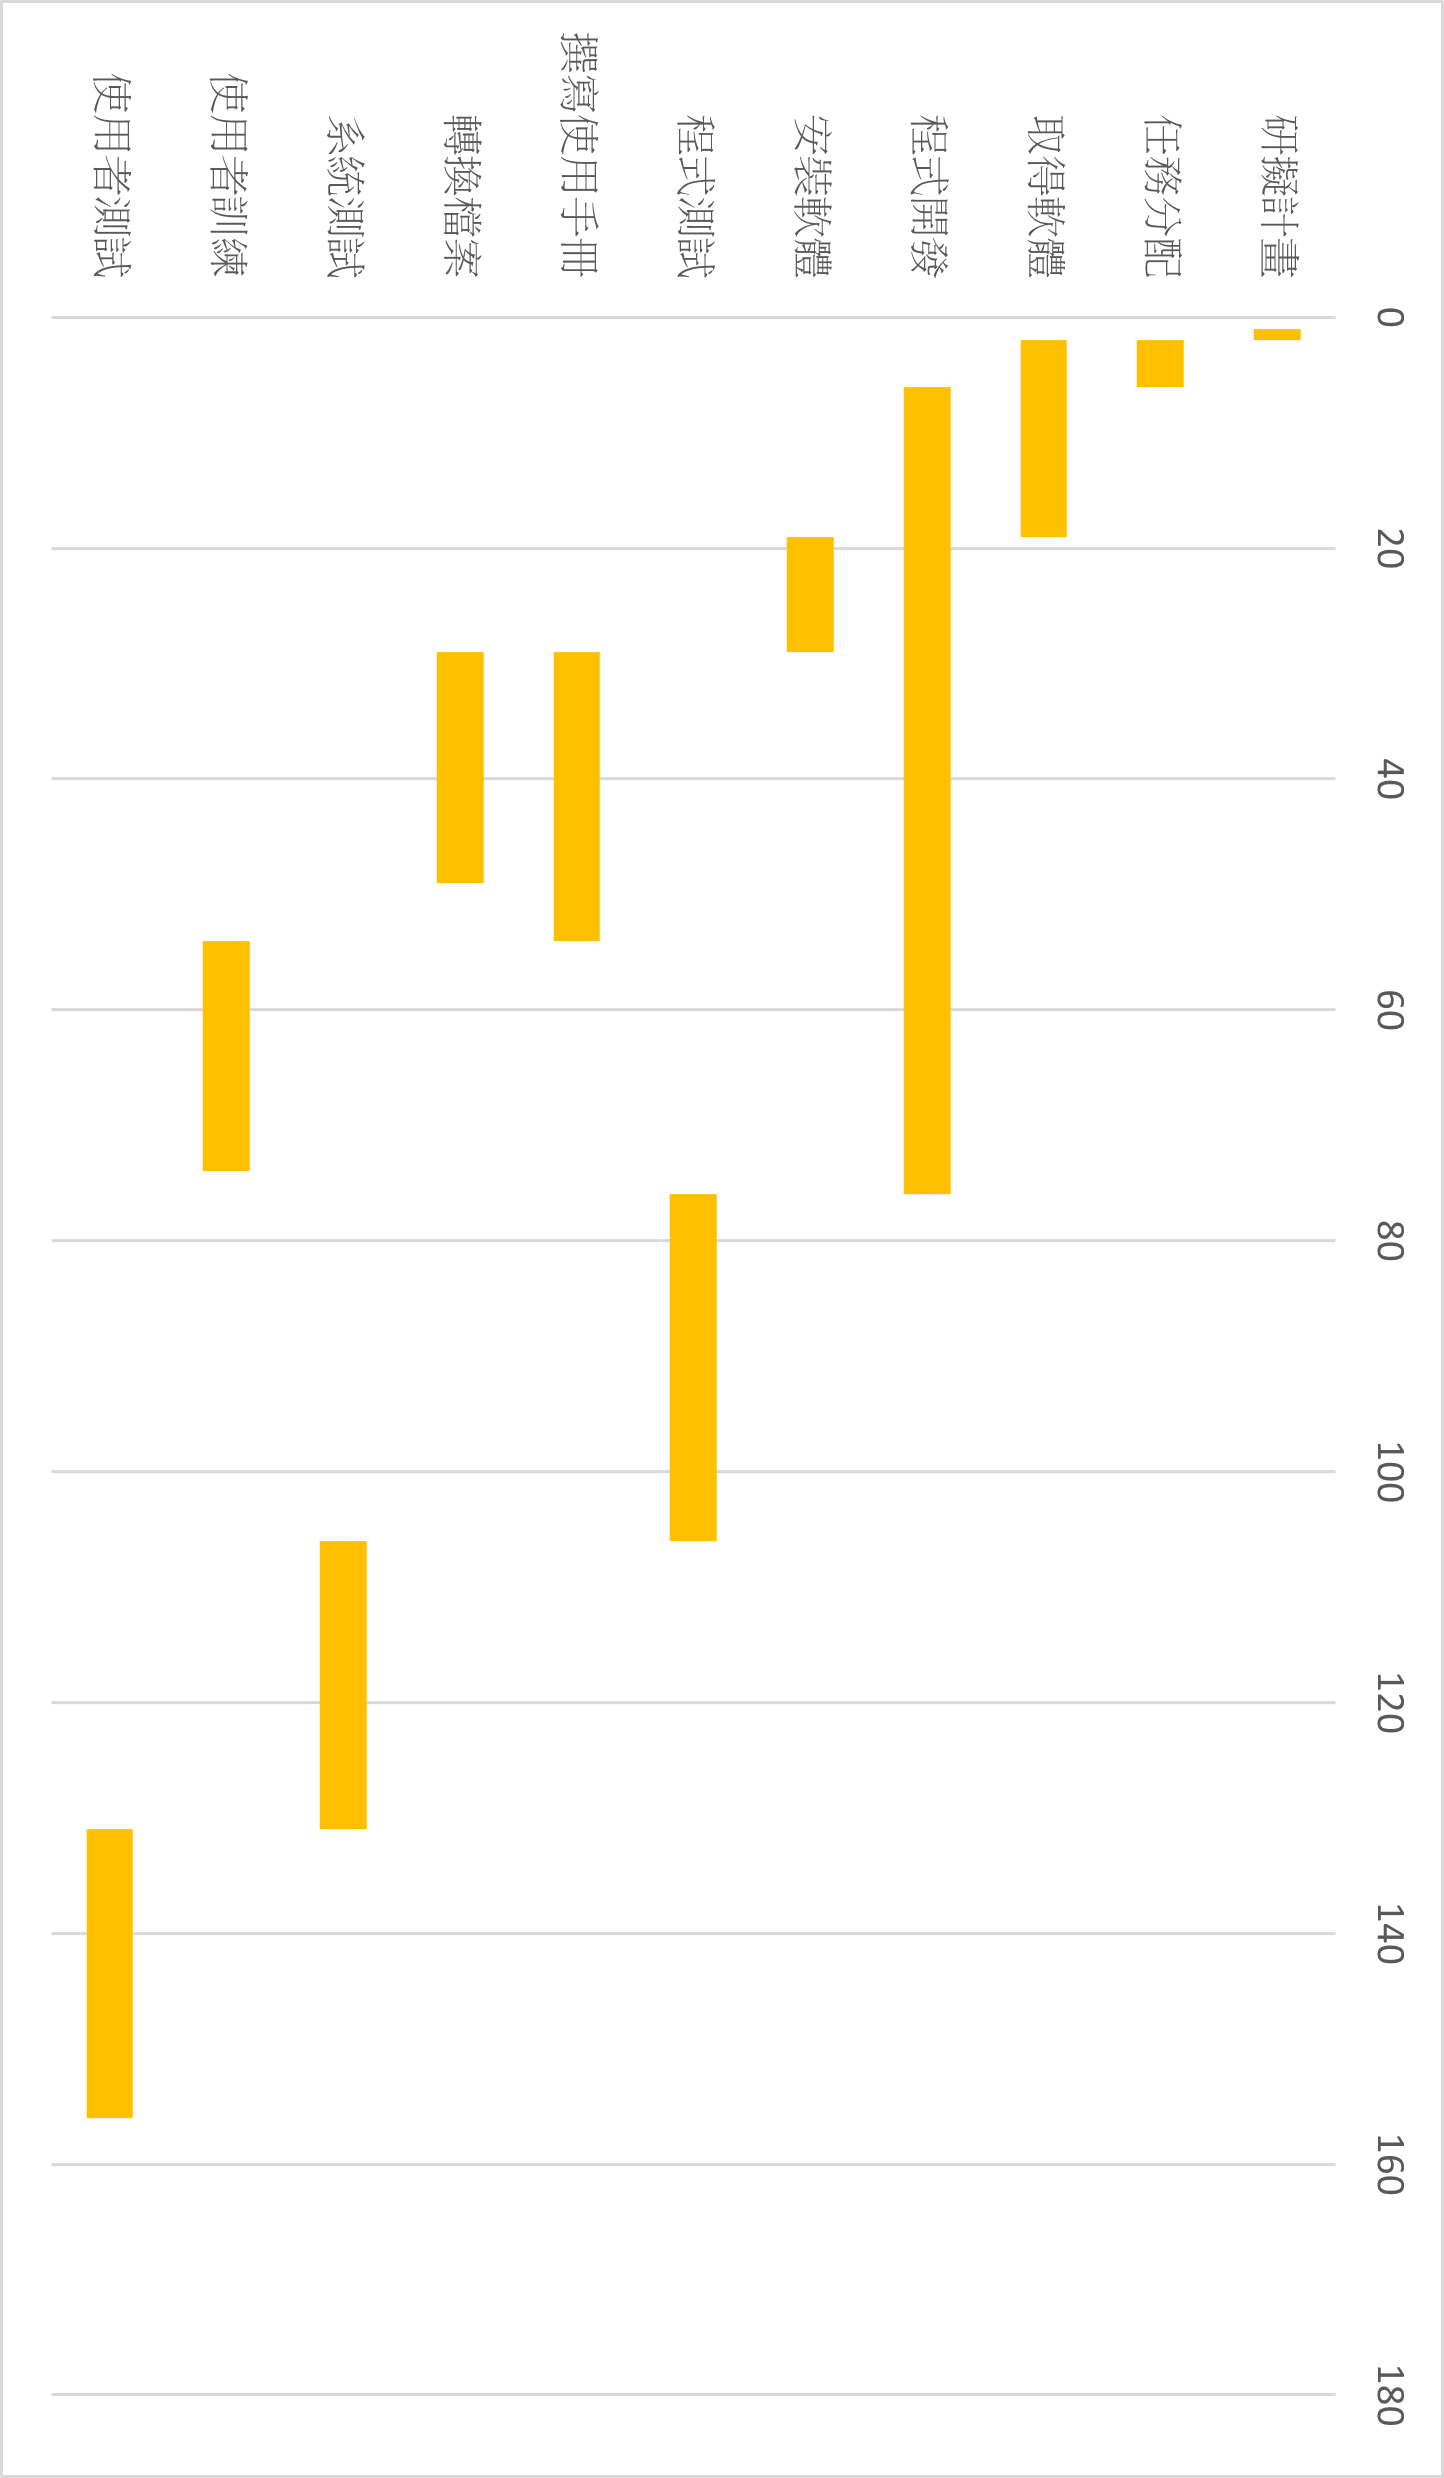 0
20
40
60
80
100
120
140
160
180
研擬計畫
任務分配
取得軟體
程式開發
安裝軟體
程式測試
撰寫使用手冊
轉換檔案
系統測試
使用者訓練
使用者測試